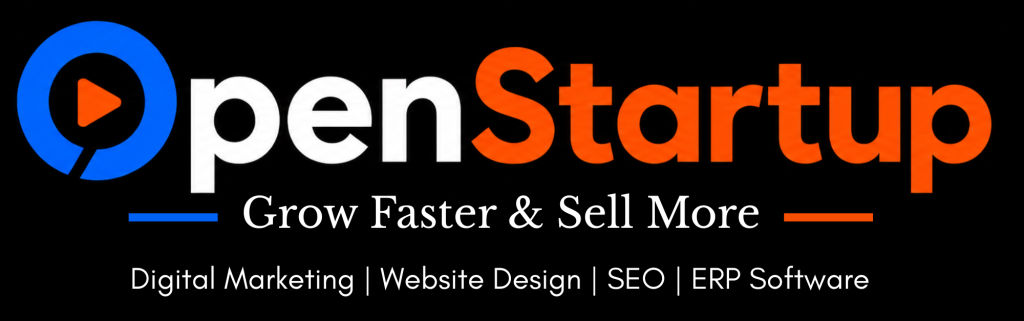 OpenStartup
Grow Faster & Sell More
Digital Marketing | Website Design | SEO | ERP Software